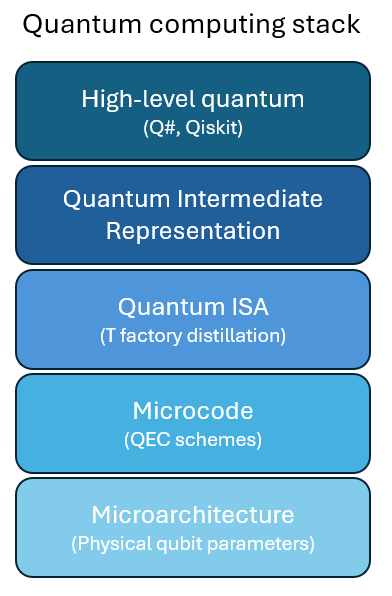 Quantum computing stack
High-level quantum
(Q#, Qiskit)
Quantum Intermediate
Representation
Quantum ISA
(T factory distillation)
Microcode
(QEC schemes)
Microarchitecture
(Physical qubit parameters)